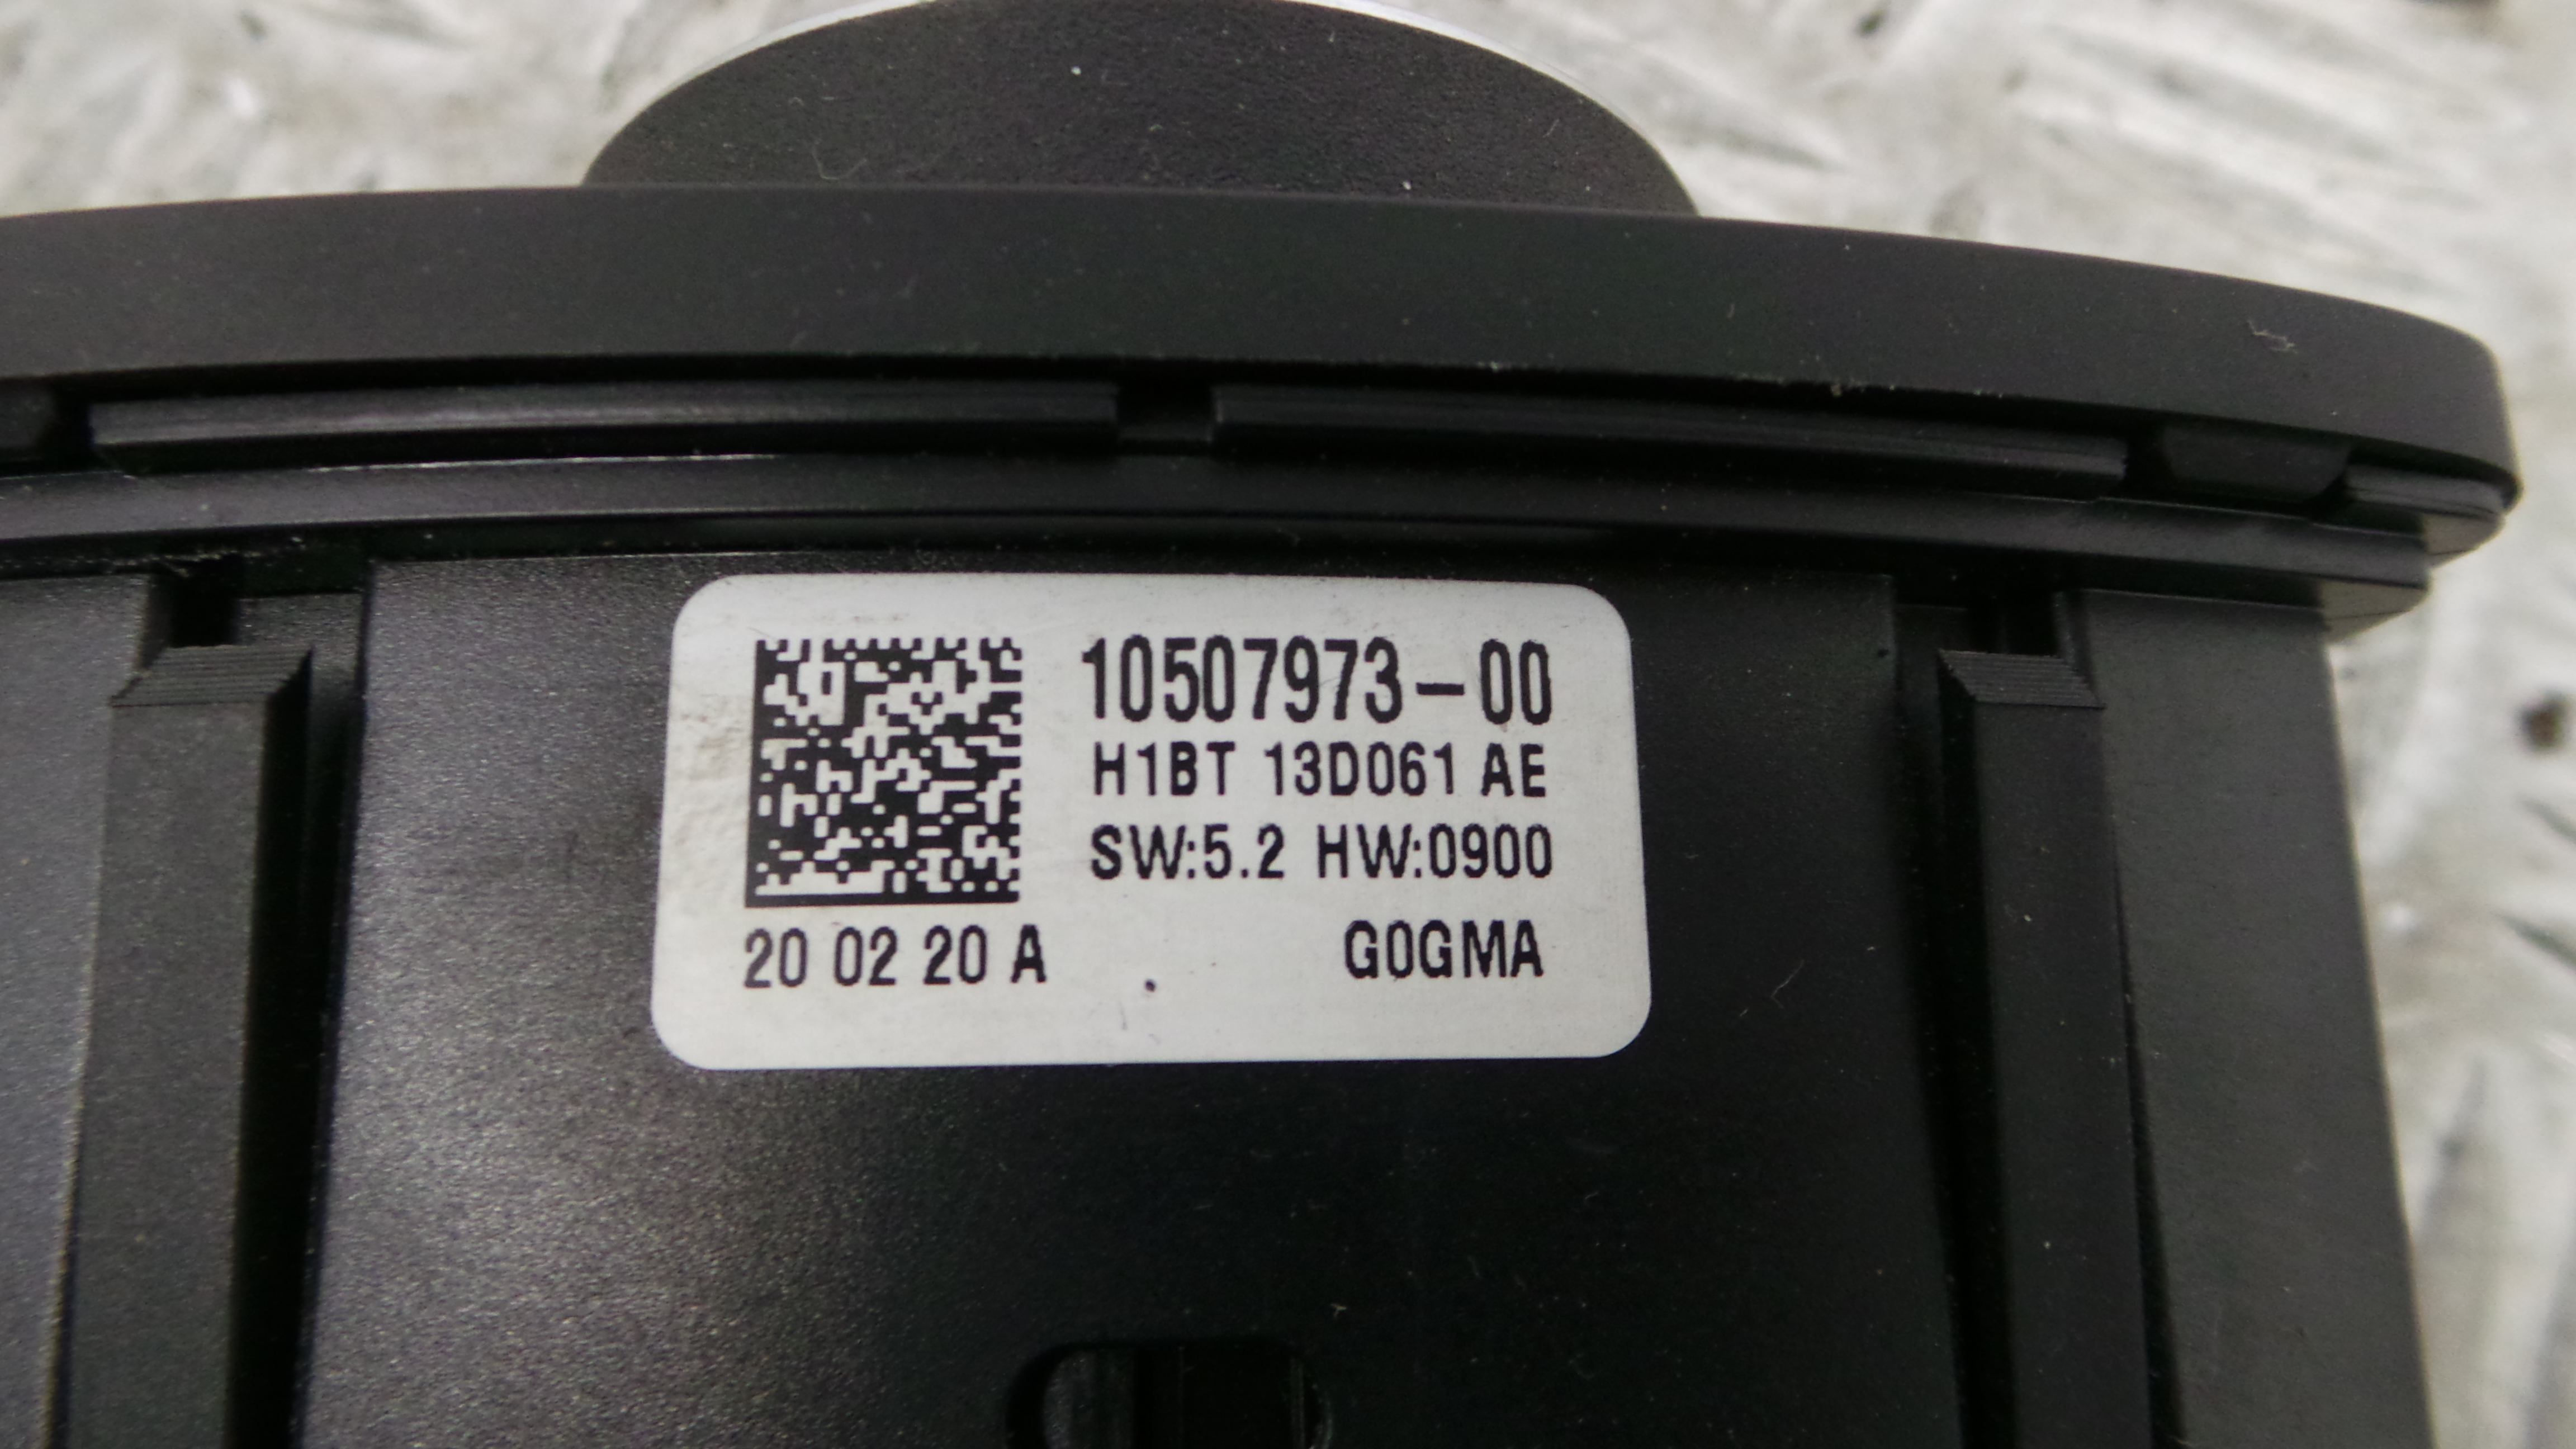 10507973-00
H1BT 13D061 AE
SW:5.2 HW:0900
20 02 20 A G0GMA